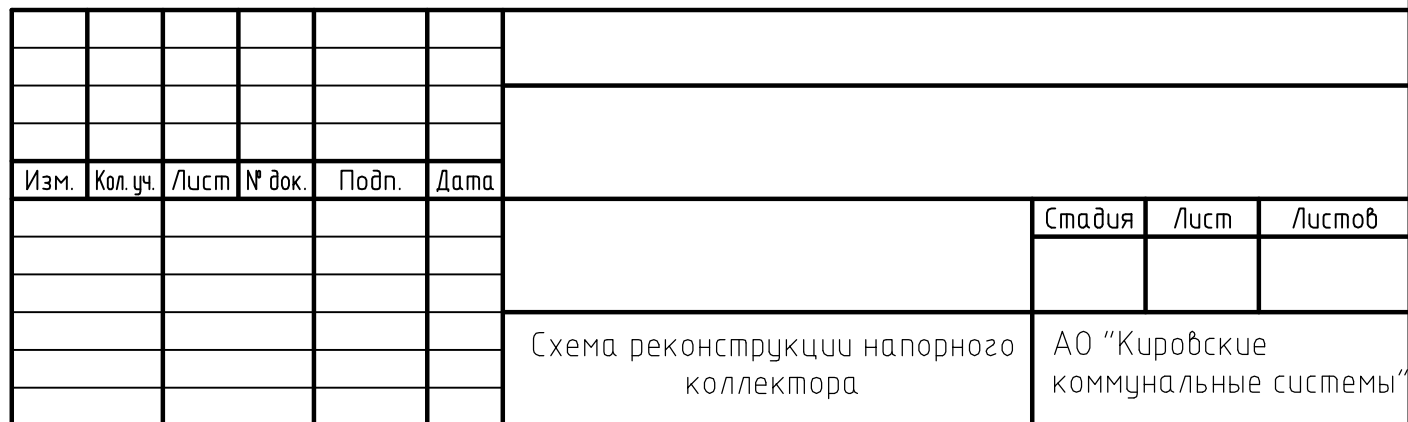 Изм. Кол. уч. Лист № док. Подп. Дата
Стадия Лист Листов
Схема реконструкции напорного
коллектора
АО "Кировские
коммунальные системы"